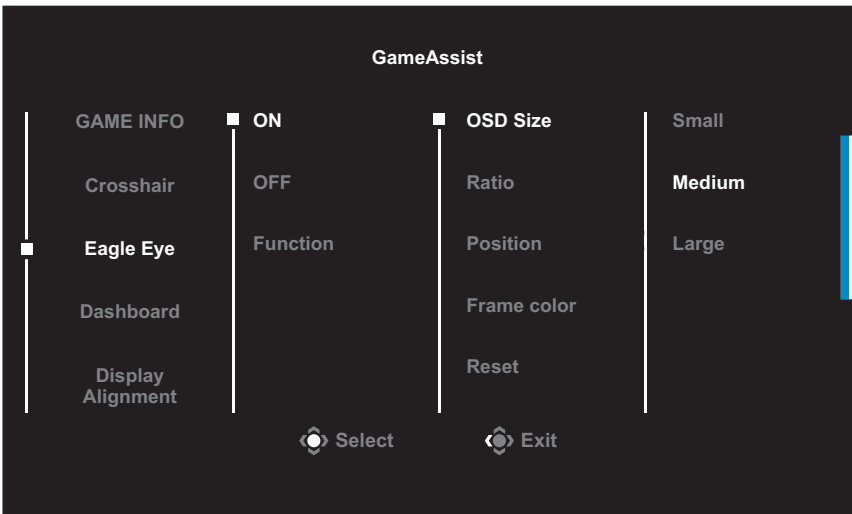 GameAssist
GAME INFO
Crosshair
Eagle Eye
Dashboard
Display
Alignment
ON
OFF
Function
OSD Size
Ratio
Position
Frame color
Reset
Small
Medium
Large
Select
Exit